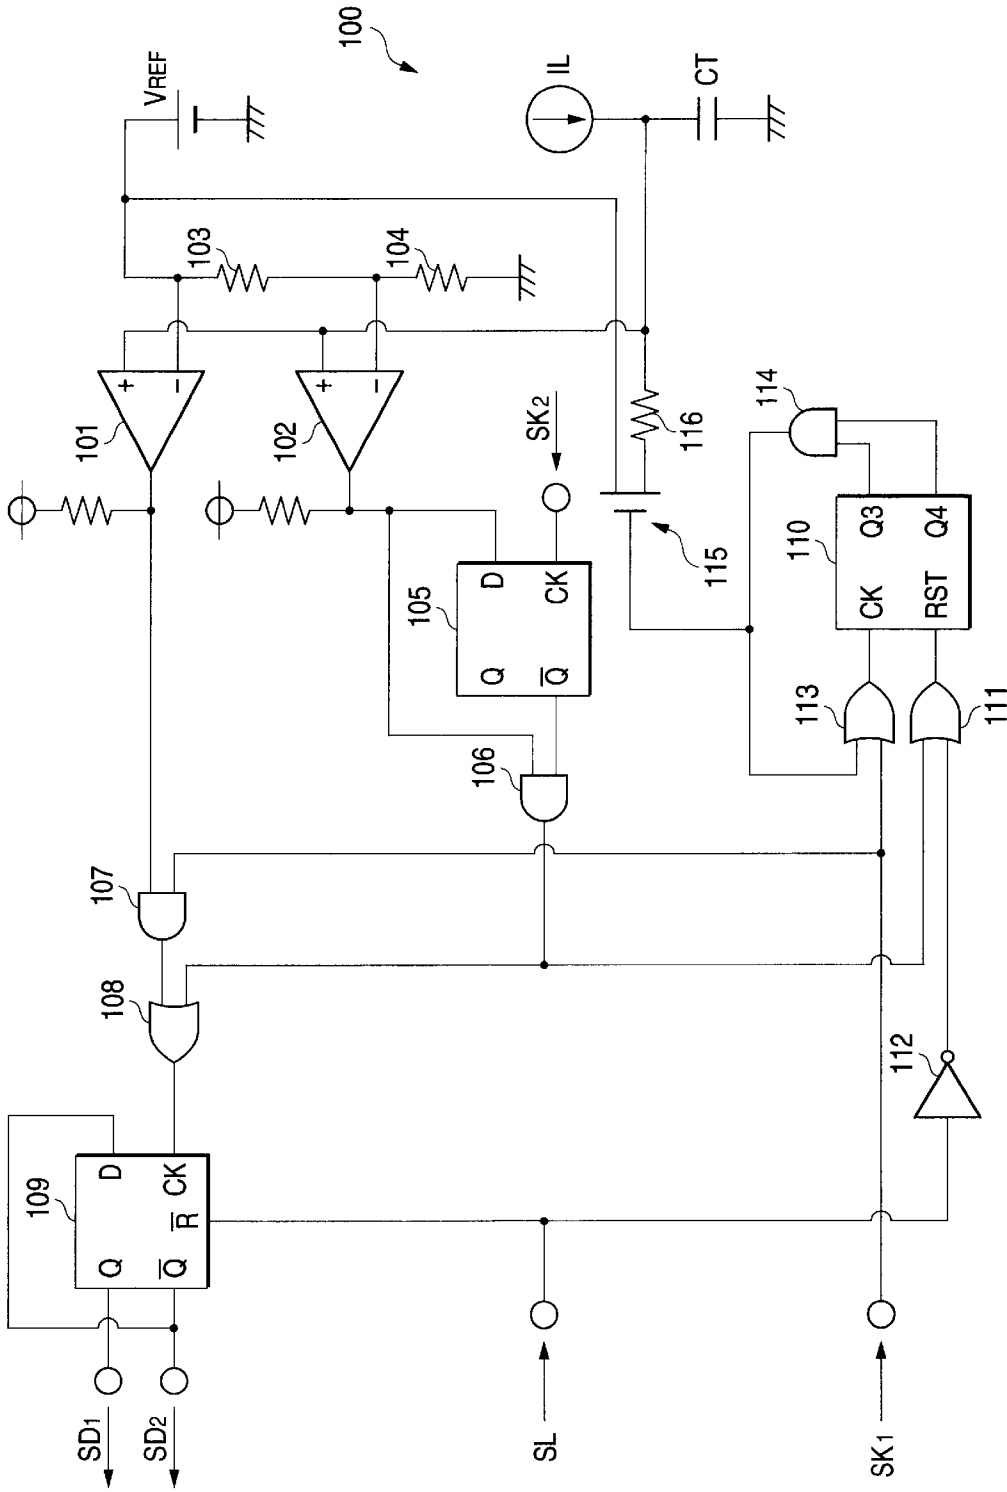 100
VREF
IL
CT
103
104
+
−
101
+
−
102
SK2
116
115
114
D
CK
Q
Q̅
105
Q3
Q4
CK
RST
110
113
111
106
107
108
112
109
D
CK
R̅
Q
Q̅
SD1
SD2
SL
SK1